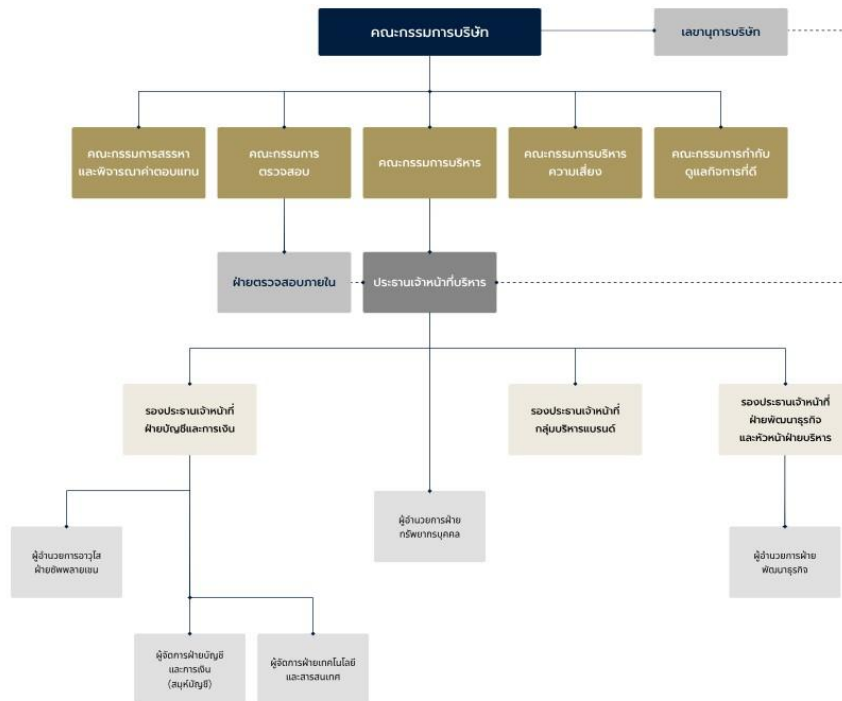 คณะกรรมการบริษัท
เลขานุการบริษัท
คณะกรรมการสรรหา
และพิจารณาค่าตอบแทน
คณะกรรมการ
ตรวจสอบ
คณะกรรมการบริหาร
คณะกรรมการบริหาร
ความเสี่ยง
คณะกรรมการกำกับ
ดูแลกิจการที่ดี
ฝ่ายตรวจสอบภายใน
ประธานเจ้าหน้าที่บริหาร
รองประธานเจ้าหน้าที่
ฝ่ายบัญชีและการเงิน
รองประธานเจ้าหน้าที่
กลุ่มบริหารแบรนด์
รองประธานเจ้าหน้าที่
ฝ่ายพัฒนาธุรกิจ
และหัวหน้าฝ่ายบริหาร
ผู้อำนวยการอาวุโส
ฝ่ายซัพพลายเชน
ผู้อำนวยการฝ่าย
ทรัพยากรบุคคล
ผู้อำนวยการฝ่าย
พัฒนาธุรกิจ
ผู้จัดการฝ่ายบัญชี
และการเงิน
(สมุห์บัญชี)
ผู้จัดการฝ่ายเทคโนโลยี
และสารสนเทศ